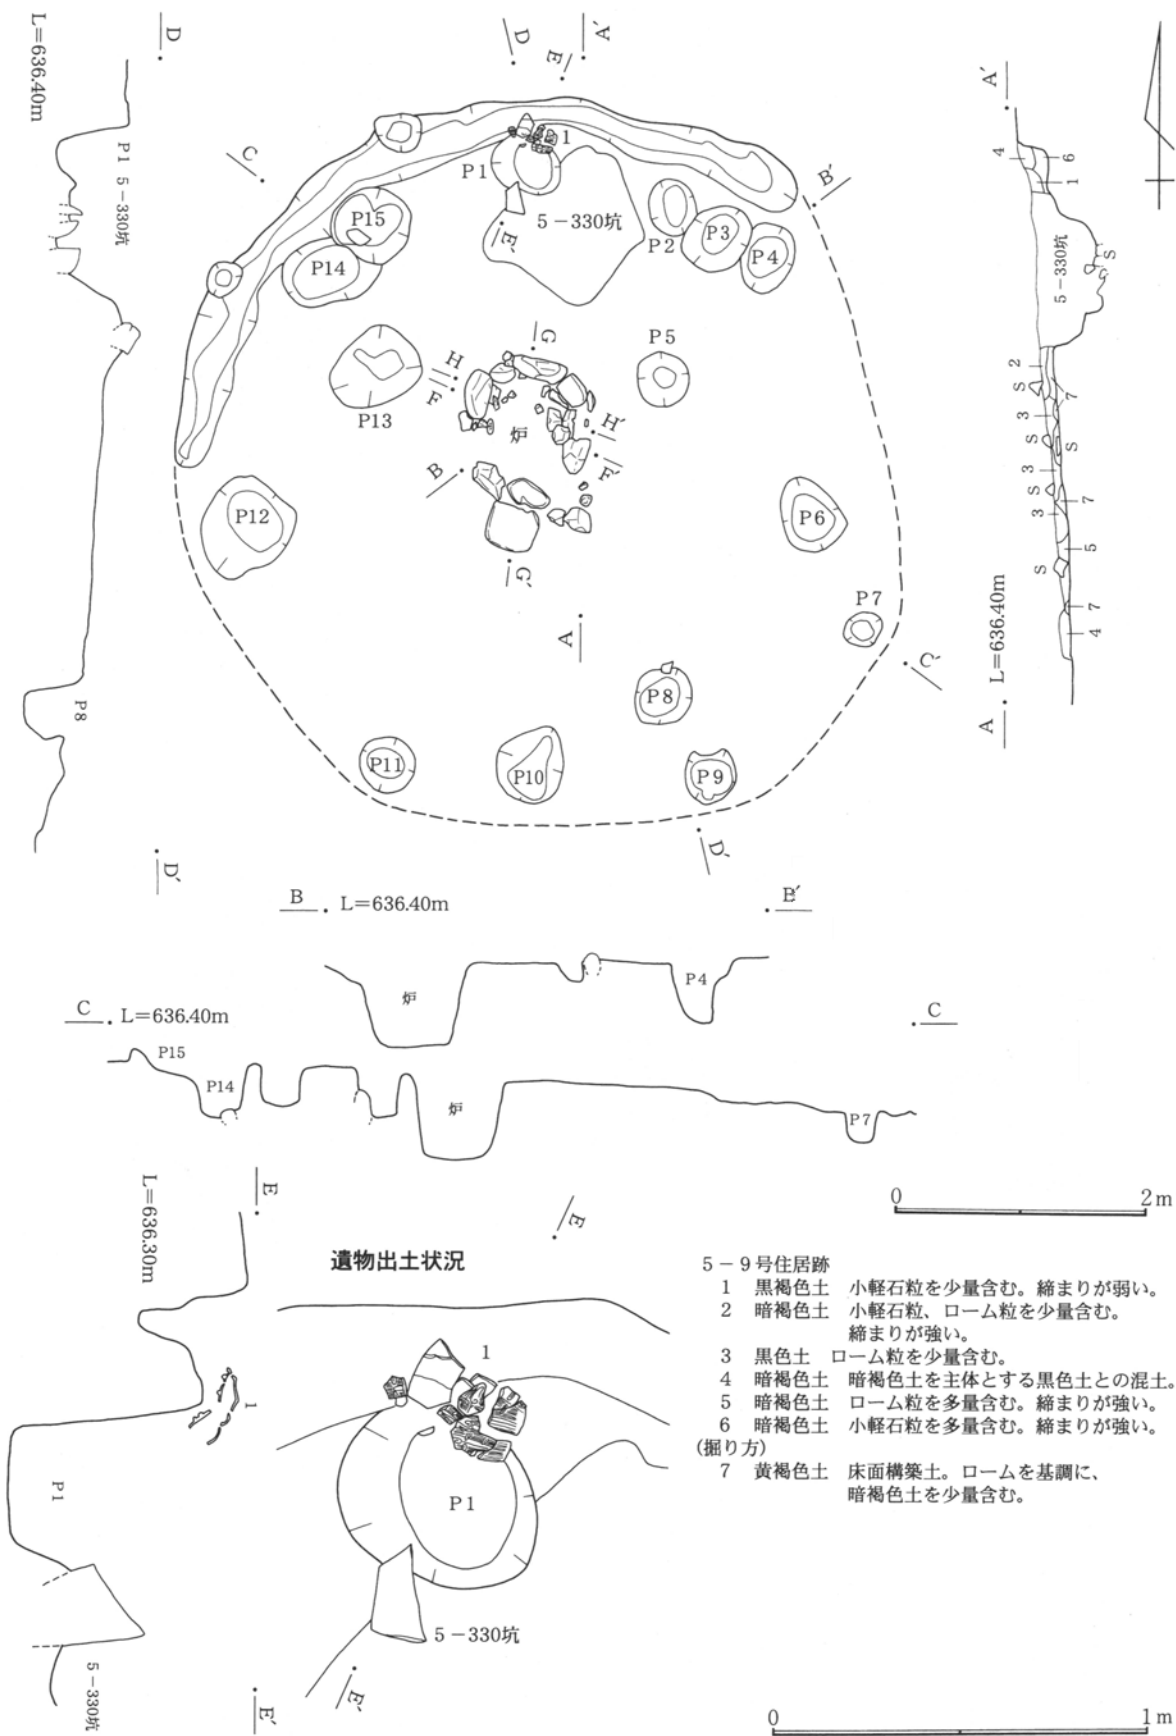 L=636.40m
D
P1
5-330坑
P8
D′
D
E
A′
C
P1
1
E′
5-330坑
B′
P2
P3
P4
P15
P14
P13
G
H
F
炉
H′
F′
B
G′
P5
P12
P6
P7
A
C′
P8
P11
P10
P9
D′
A′
4
6
1
5-330坑
S
2
S
7
3
S
S
3
S
7
3
5
S
7
4
L=636.40m
A
B
L=636.40m
B′
炉
P4
C
L=636.40m
C
P15
P14
炉
P7
0
2m
L=636.30m
E
1
P1
5-330坑
E′
遺物出土状況
E
1
P1
5-330坑
E′
5-9号住居跡
1 黒褐色土 小軽石粒を少量含む。締まりが弱い。
2 暗褐色土 小軽石粒、ローム粒を少量含む。
締まりが強い。
3 黒色土 ローム粒を少量含む。
4 暗褐色土 暗褐色土を主体とする黒色土との混土。
5 暗褐色土 ローム粒を多量含む。締まりが強い。
6 暗褐色土 小軽石粒を多量含む。締まりが強い。
(掘り方)
7 黄褐色土 床面構築土。ロームを基調に、
暗褐色土を少量含む。
0
1m